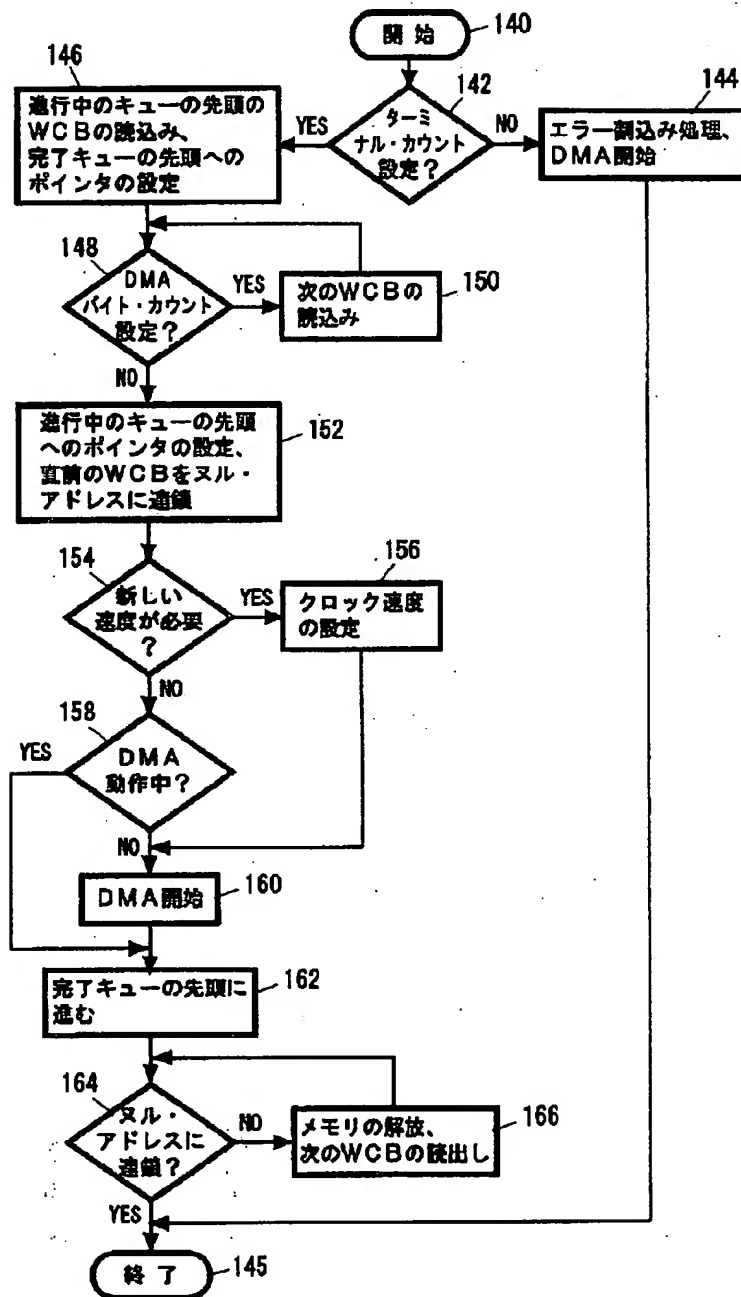 開始
140
146
進行中のキューの先頭の
WCBの読込み、
完了キューの先頭への
ポインタの設定
YES
142
ターミ
ナル・カウント
設定?
NO
144
エラー割込み処理、
DMA開始
148
DMA
バイト・カウント
設定?
YES
次のWCBの
読込み
150
NO
進行中のキューの先頭
へのポインタの設定、
直前のWCBをヌル・
アドレスに連鎖
152
154
新しい
速度が必要
?
YES
156
クロック速度
の設定
NO
158
YES
DMA
動作中?
NO
DMA開始
160
完了キューの先頭に
進む
162
164
ヌル・
アドレスに
連鎖?
NO
メモリの解放、
次のWCBの読出し
166
YES
終了
145